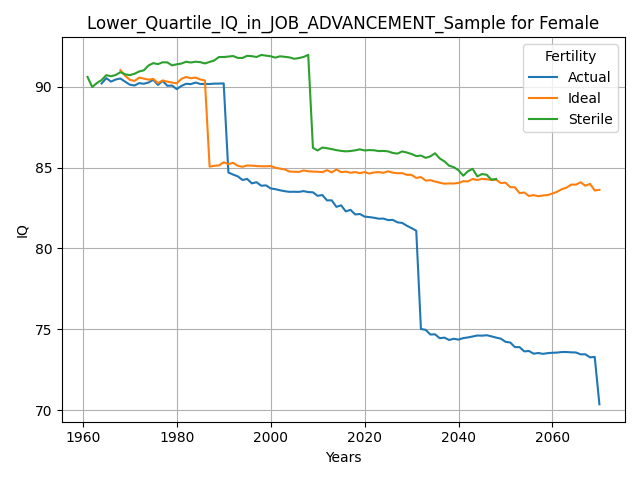 Lower_Quartile_IQ_in_JOB_ADVANCEMENT_Sample for Female
Fertility
Actual
Ideal
Sterile
IQ
90
85
80
75
70
1960 1980 2000 2020 2040 2060
Years